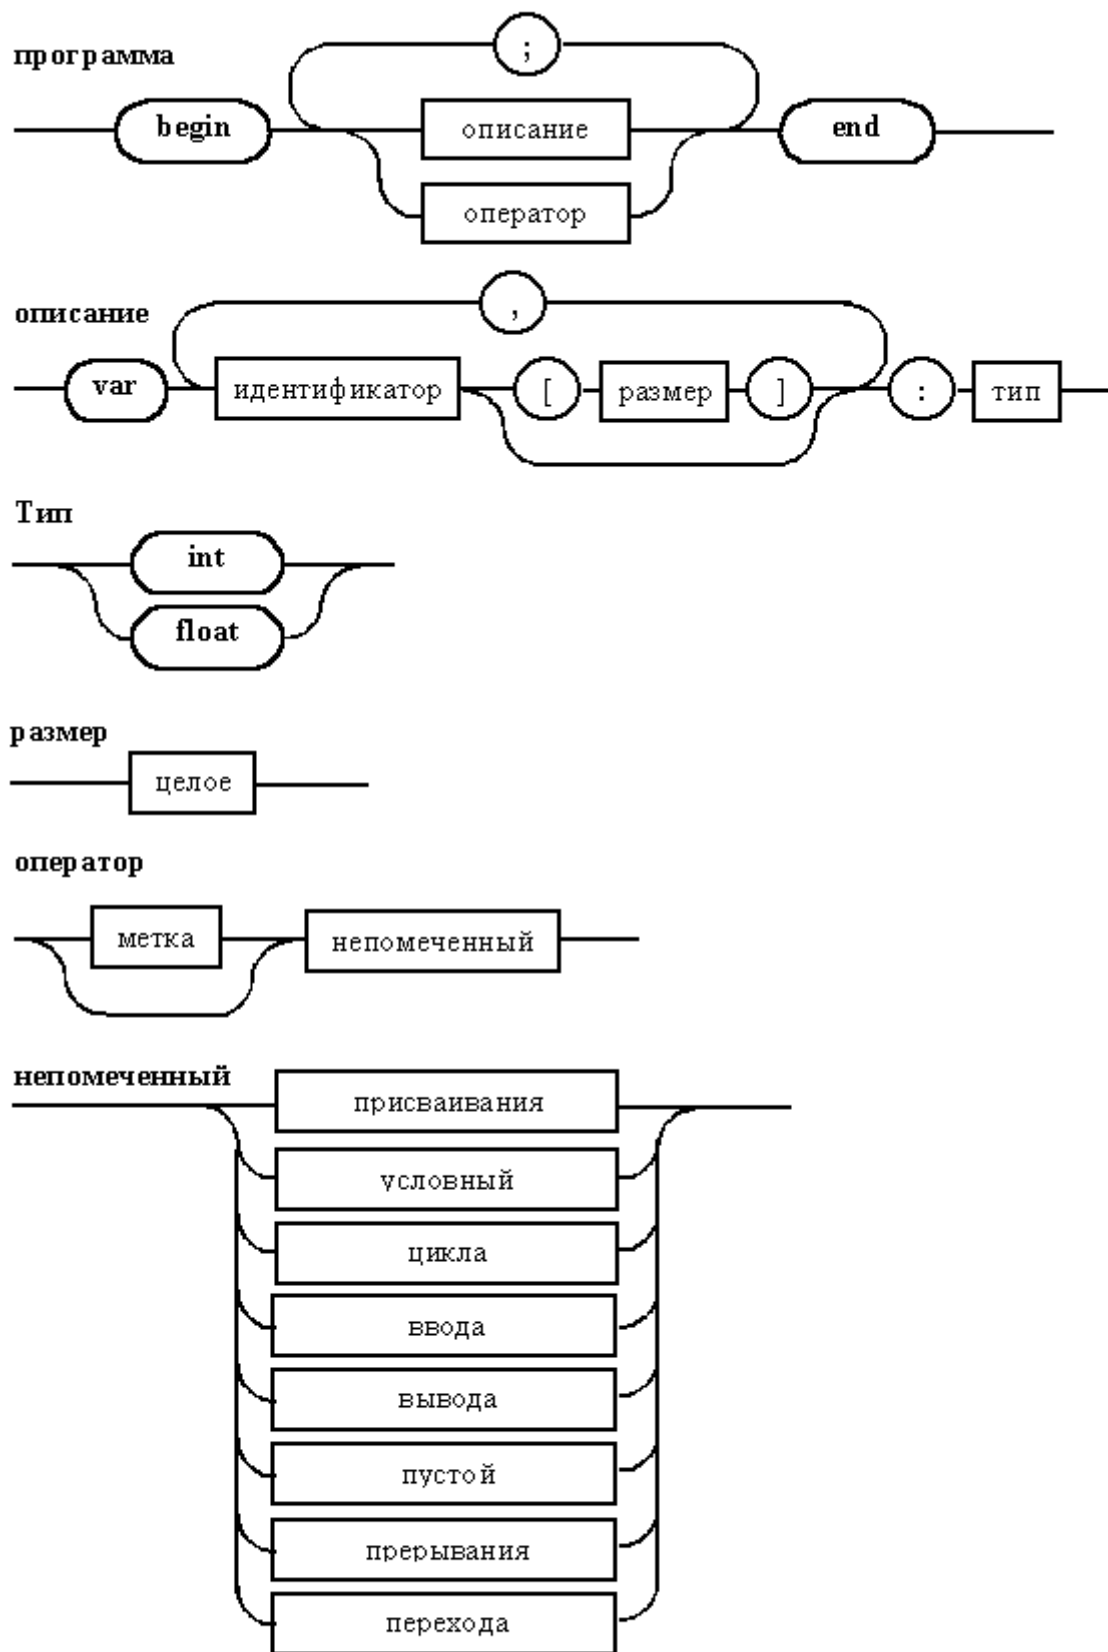 ;
программа
begin
описание
end
оператор
,
описание
var
идентификатор
[
размер
]
:
тип
Тип
int
float
размер
целое
оператор
метка
непомеченный
непомеченный
присваивания
условный
цикла
ввода
вывода
пустой
прерывания
перехода